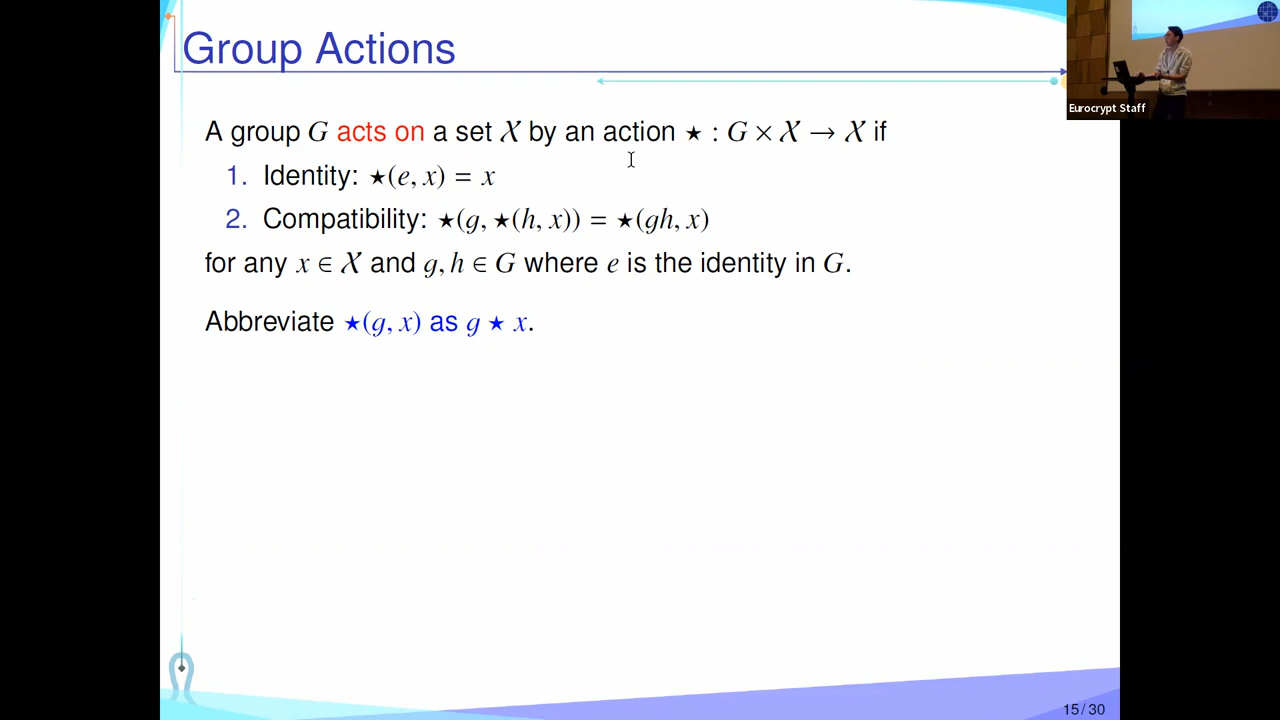 Group Actions
A group G acts on a set 𝒳 by an action ★ : G × 𝒳 → 𝒳 if
1. Identity: ★(e, x) = x
2. Compatibility: ★(g, ★(h, x)) = ★(gh, x)
for any x ∈ 𝒳 and g, h ∈ G where e is the identity in G.
Abbreviate ★(g, x) as g ★ x.
Eurocrypt Staff
15 / 30